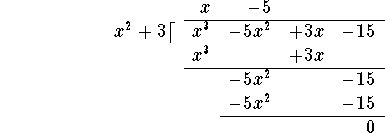 x −5
x² + 3⌈ x³ −5x² +3x −15
x³ +3x
−5x² −15
−5x² −15
0